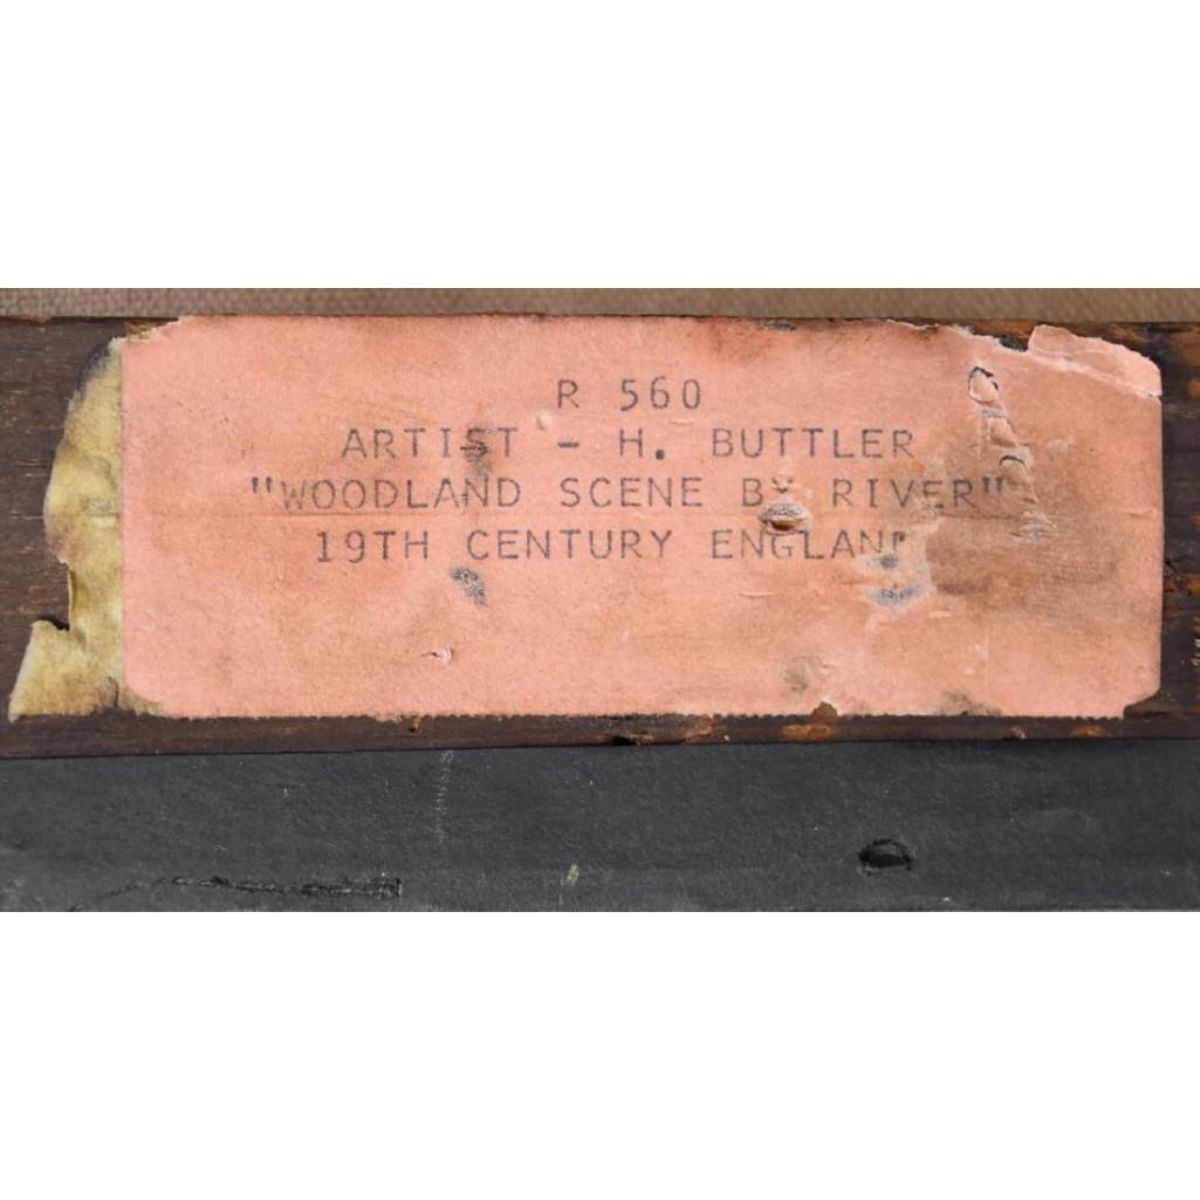 R 560
ARTIST - H. BUTTLER
"WOODLAND SCENE BY RIVER"
19TH CENTURY ENGLAND